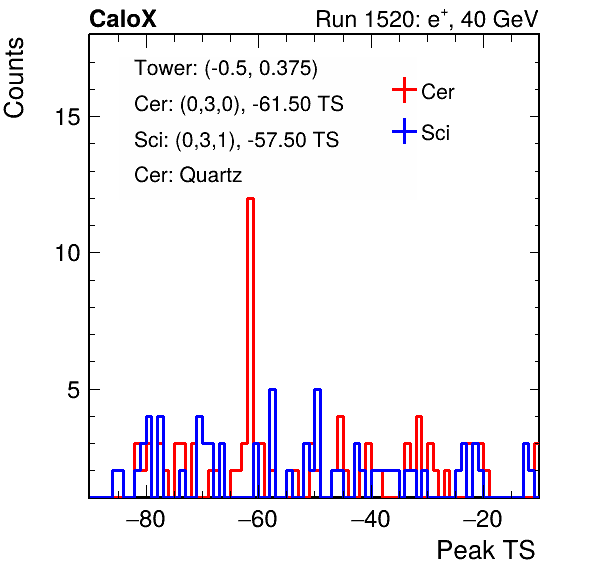 CaloX Run 1520: e⁺, 40 GeV
Counts
Tower: (-0.5, 0.375)
Cer: (0,3,0), -61.50 TS
Sci: (0,3,1), -57.50 TS
Cer: Quartz
Cer
Sci
15
10
5
−80 −60 −40 −20
Peak TS